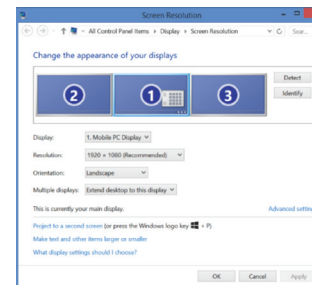 Screen Resolution
All Control Panel Items ▸ Display ▸ Screen Resolution
Sear...
Change the appearance of your displays
2
1
3
Detect
Identify
Display: 1. Mobile PC Display
Resolution: 1920 × 1080 (Recommended)
Orientation: Landscape
Multiple displays: Extend desktop to this display
This is currently your main display.
Advanced settin
Project to a second screen (or press the Windows logo key + P)
Make text and other items larger or smaller
What display settings should I choose?
OK
Cancel
Apply